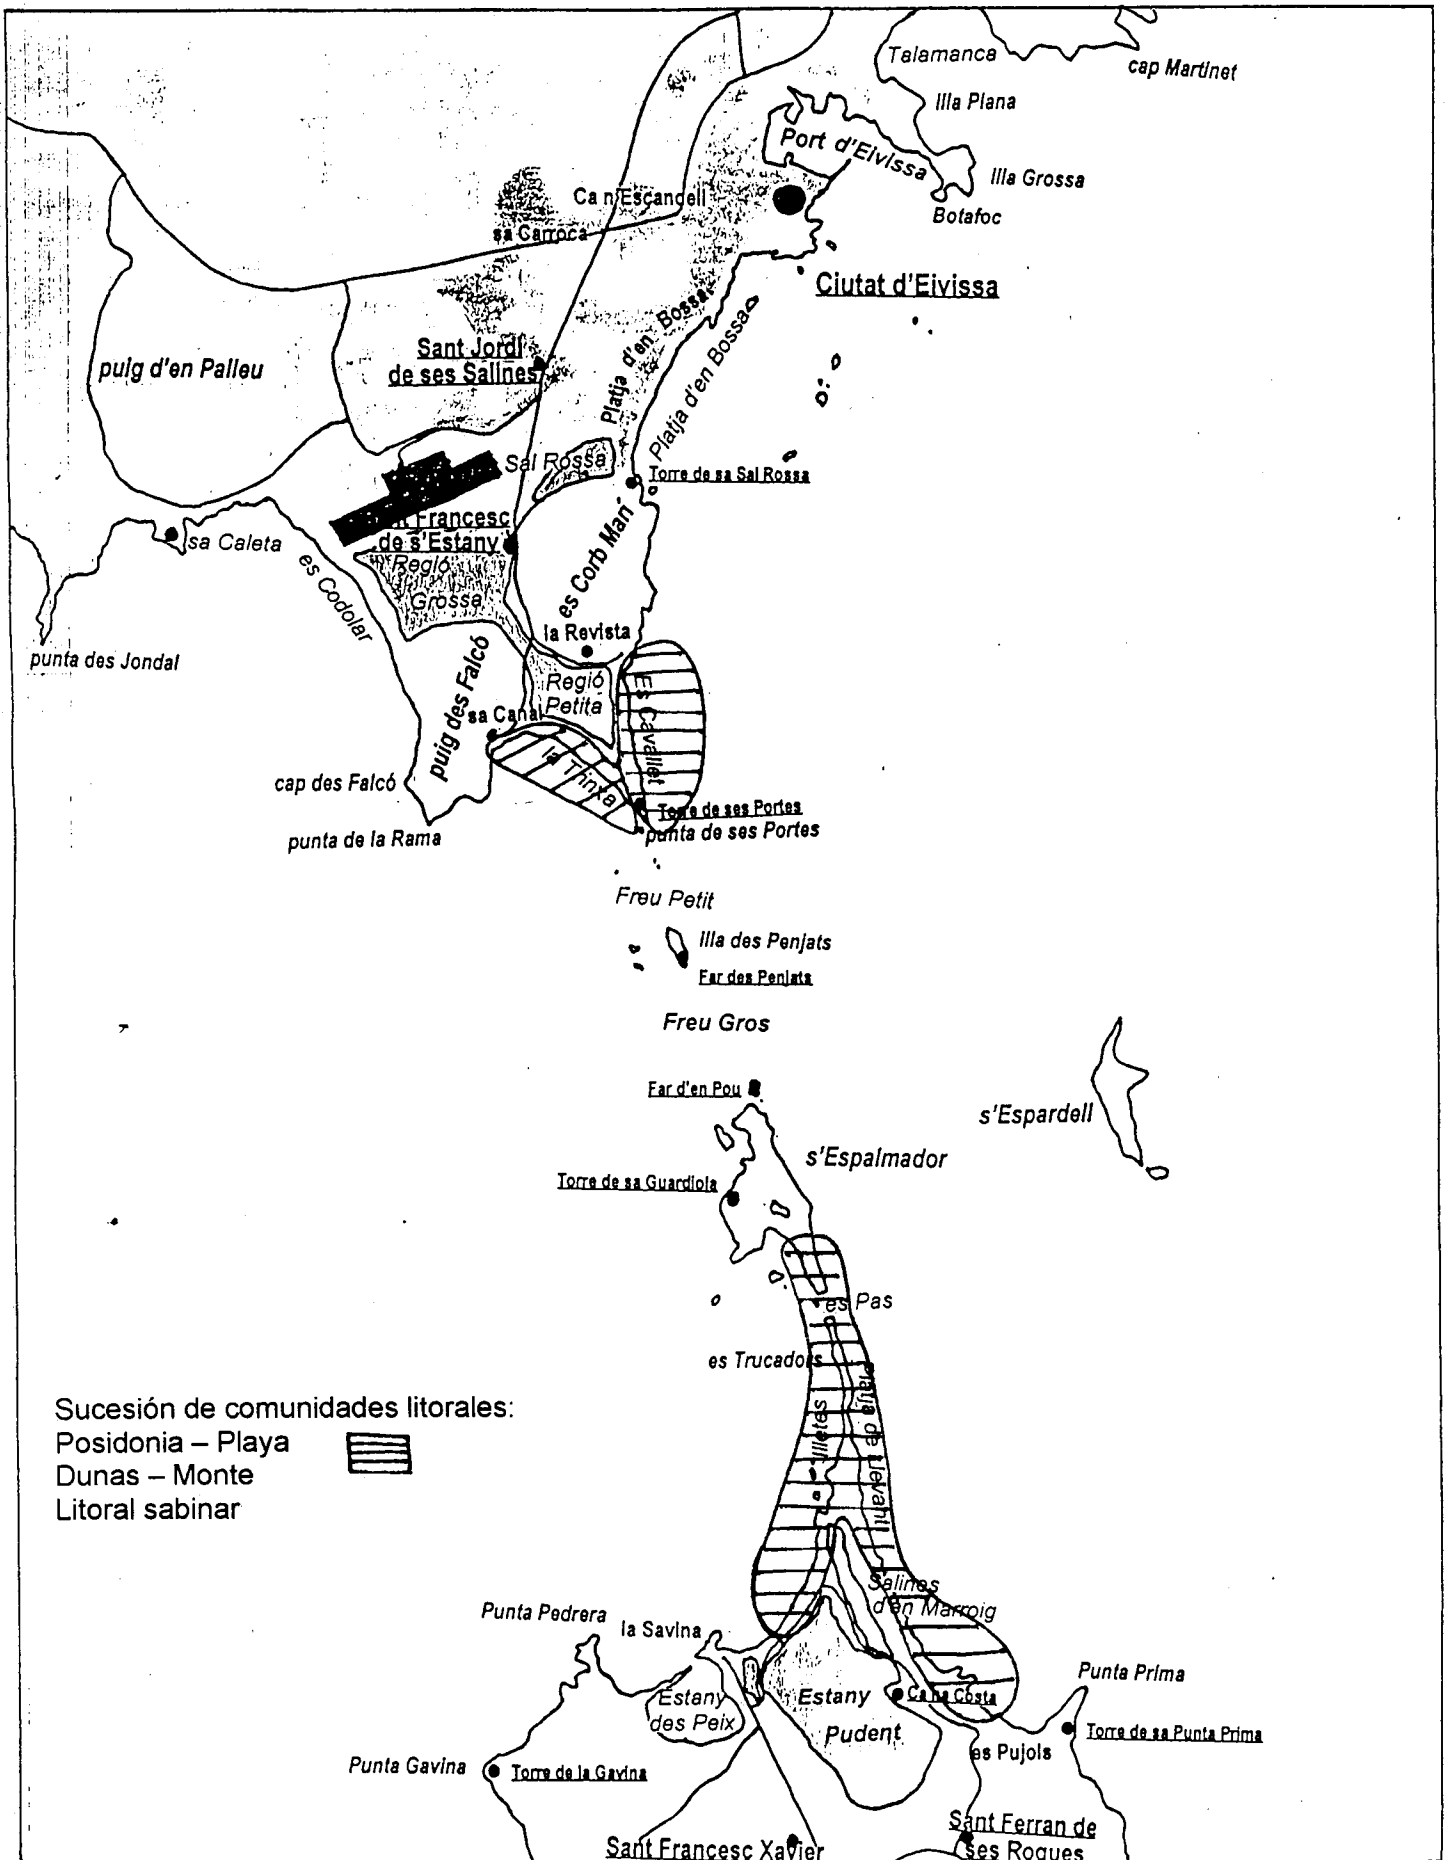 Talamanca
cap Martinet
Illa Plana
Port d'Eivissa
Illa Grossa
Botafoc
Ca n'Escandell
sa Carroca
Ciutat d'Eivissa
Platja d'en Bossa
Platja d'en Bossa
Sant Jordi
de ses Salines
puig d'en Palleu
Sal Rossa
Torre de sa Sal Rossa
Francesc
de s'Estany
sa Caleta
es Codolar
Regió
Grossa
es Corb Marí
la Revista
punta des Jondal
puig des Falcó
Regió
Petita
Es Cavallet
sa Canal
la Trinxa
cap des Falcó
Torre de ses Portes
punta de ses Portes
punta de la Rama
Freu Petit
Illa des Penjats
Far des Penjats
Freu Gros
Far d'en Pou
s'Espardell
s'Espalmador
Torre de sa Guardiola
es Pas
es Trucadors
Illetes
Platja de Llevant
Sucesión de comunidades litorales:
Posidonia – Playa
Dunas – Monte
Litoral sabinar
Salines
d'en Marroig
Punta Pedrera
la Savina
Punta Prima
Estany
des Peix
Estany
Pudent
Ca na Costa
Torre de sa Punta Prima
es Pujols
Punta Gavina
Torre de la Gavina
Sant Francesc Xavier
Sant Ferran de
ses Roques